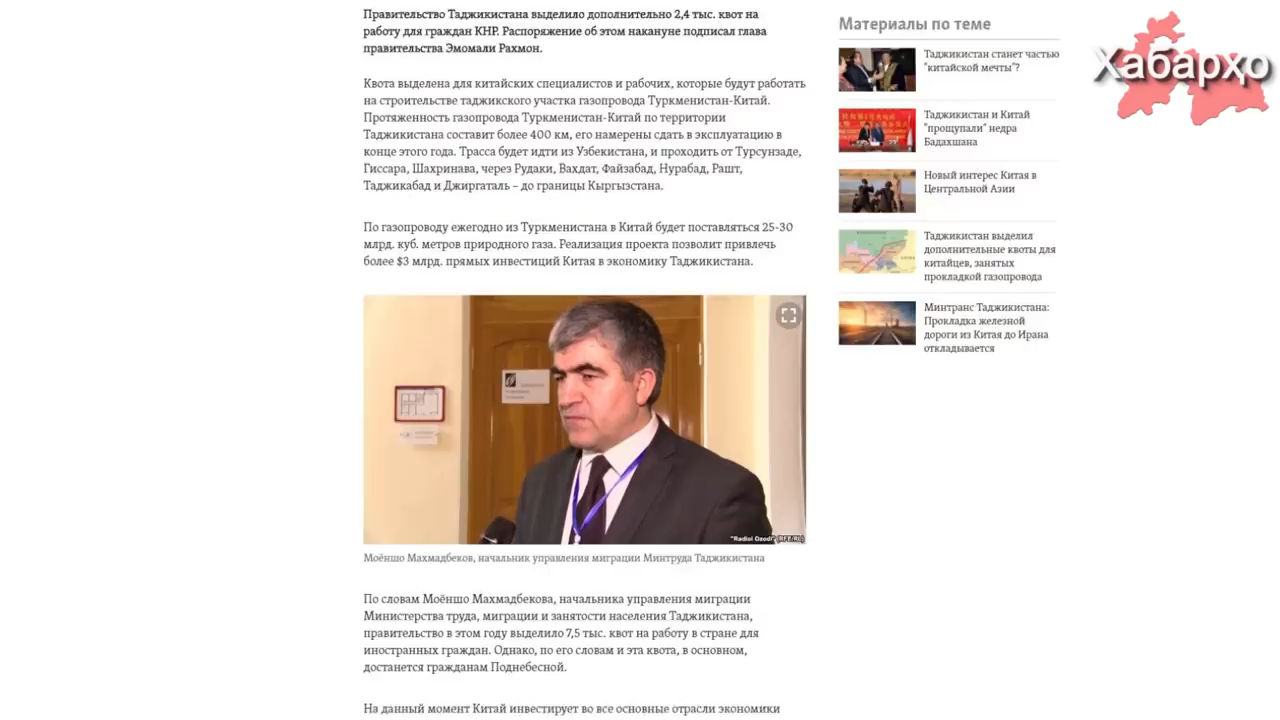 Правительство Таджикистана выделило дополнительно 2,4 тыс. квот на
работу для граждан КНР. Распоряжение об этом накануне подписал глава
правительства Эмомали Рахмон.
Квота выделена для китайских специалистов и рабочих, которые будут работать
на строительстве таджикского участка газопровода Туркменистан-Китай.
Протяженность газопровода Туркменистан-Китай по территории
Таджикистана составит более 400 км, его намерены сдать в эксплуатацию в
конце этого года. Трасса будет идти из Узбекистана, и проходить от Турсунзаде,
Гиссара, Шахринава, через Рудаки, Вахдат, Файзабад, Нурабад, Рашт,
Таджикабад и Джиргаталь – до границы Кыргызстана.
По газопроводу ежегодно из Туркменистана в Китай будет поставляться 25-30
млрд. куб. метров природного газа. Реализация проекта позволит привлечь
более $3 млрд. прямых инвестиций Китая в экономику Таджикистана.
"Radioi Ozodi" (RFE/RL)
Моёншо Махмадбеков, начальник управления миграции Минтруда Таджикистана
По словам Моёншо Махмадбекова, начальника управления миграции
Министерства труда, миграции и занятости населения Таджикистана,
правительство в этом году выделило 7,5 тыс. квот на работу в стране для
иностранных граждан. Однако, по его словам и эта квота, в основном,
достанется гражданам Поднебесной.
На данный момент Китай инвестирует во все основные отрасли экономики
Материалы по теме
Таджикистан станет частью
"китайской мечты"?
Таджикистан и Китай
"прощупали" недра
Бадахшана
Новый интерес Китая в
Центральной Азии
Таджикистан выделил
дополнительные квоты для
китайцев, занятых
прокладкой газопровода
Минтранс Таджикистана:
Прокладка железной
дороги из Китая до Ирана
откладывается
Хабарҳо